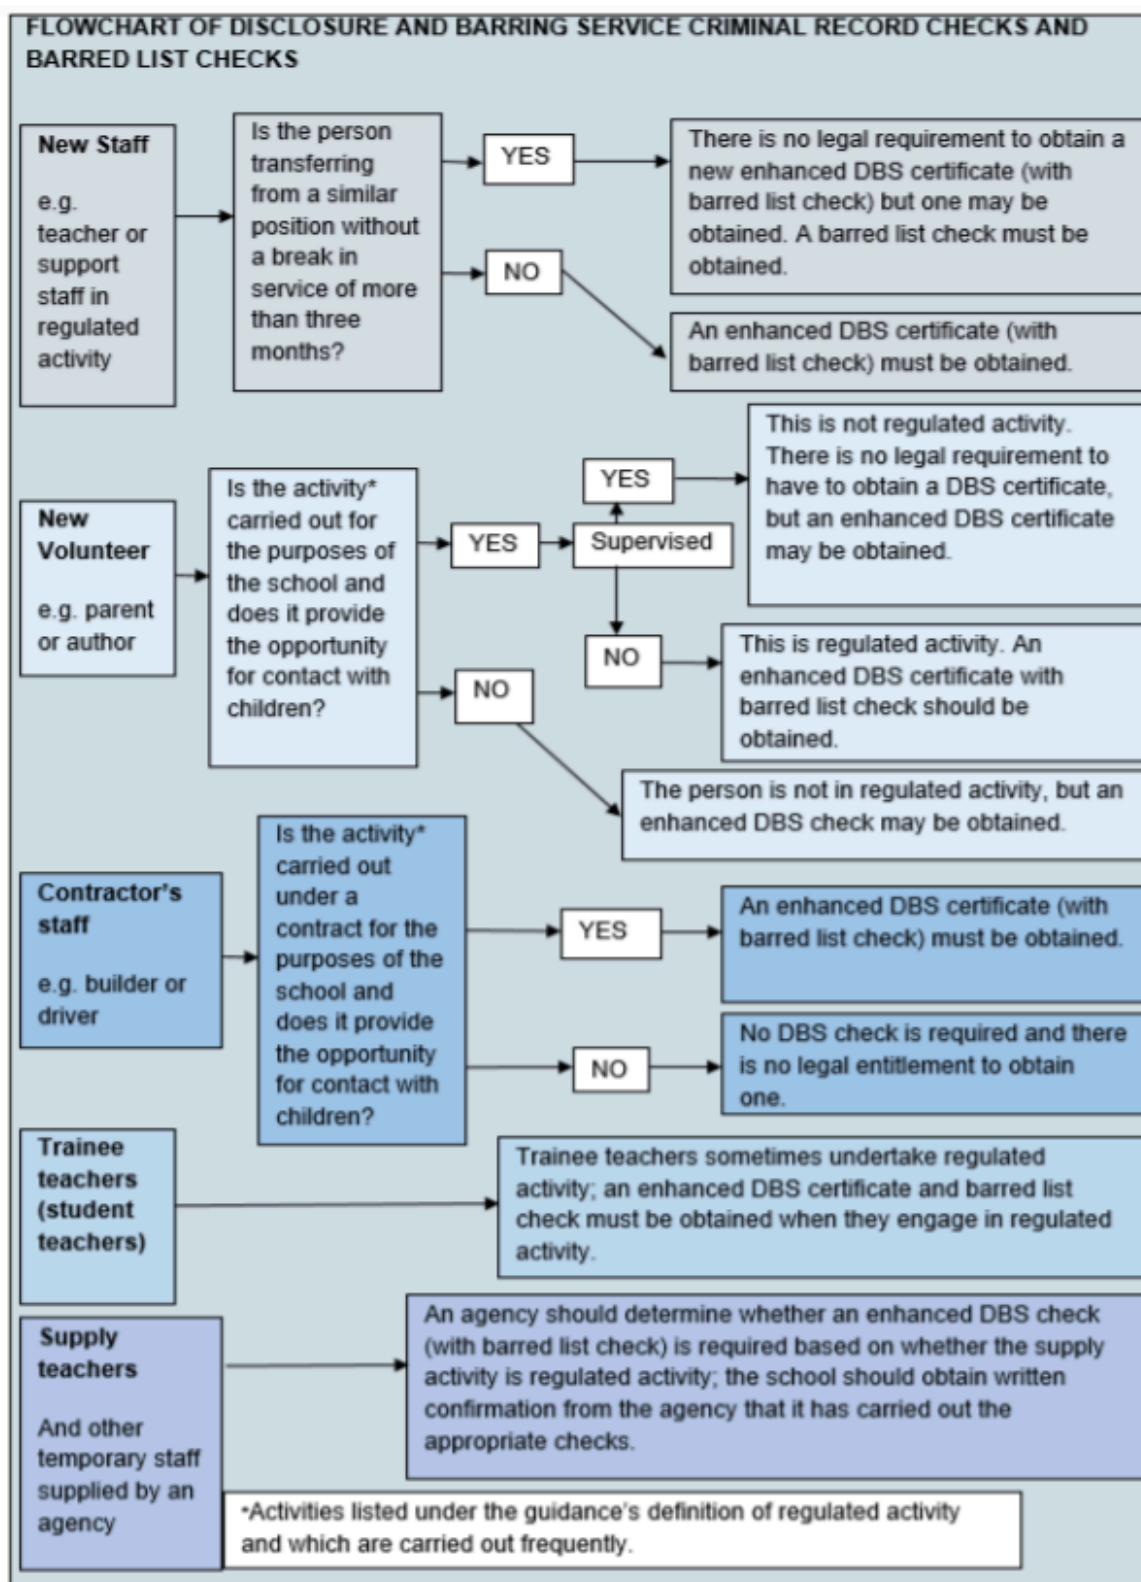 FLOWCHART OF DISCLOSURE AND BARRING SERVICE CRIMINAL RECORD CHECKS AND
BARRED LIST CHECKS
New Staff
e.g.
teacher or
support
staff in
regulated
activity
Is the person
transferring
from a similar
position without
a break in
service of more
than three
months?
YES
There is no legal requirement to obtain a
new enhanced DBS certificate (with
barred list check) but one may be
obtained. A barred list check must be
obtained.
NO
An enhanced DBS certificate (with
barred list check) must be obtained.
New
Volunteer
e.g. parent
or author
Is the activity*
carried out for
the purposes of
the school and
does it provide
the opportunity
for contact with
children?
YES
Supervised
YES
This is not regulated activity.
There is no legal requirement to
have to obtain a DBS certificate,
but an enhanced DBS certificate
may be obtained.
NO
This is regulated activity. An
enhanced DBS certificate with
barred list check should be
obtained.
NO
The person is not in regulated activity, but an
enhanced DBS check may be obtained.
Contractor's
staff
e.g. builder or
driver
Is the activity*
carried out
under a
contract for the
purposes of the
school and
does it provide
the opportunity
for contact with
children?
YES
An enhanced DBS certificate (with
barred list check) must be obtained.
NO
No DBS check is required and there
is no legal entitlement to obtain
one.
Trainee
teachers
(student
teachers)
Trainee teachers sometimes undertake regulated
activity; an enhanced DBS certificate and barred list
check must be obtained when they engage in regulated
activity.
Supply
teachers
And other
temporary staff
supplied by an
agency
An agency should determine whether an enhanced DBS check
(with barred list check) is required based on whether the supply
activity is regulated activity; the school should obtain written
confirmation from the agency that it has carried out the
appropriate checks.
*Activities listed under the guidance's definition of regulated activity
and which are carried out frequently.